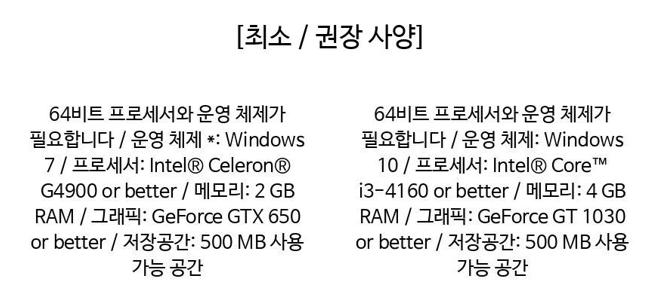 [최소 / 권장 사양]
64비트 프로세서와 운영 체제가
필요합니다 / 운영 체제 *: Windows
7 / 프로세서: Intel® Celeron®
G4900 or better / 메모리: 2 GB
RAM / 그래픽: GeForce GTX 650
or better / 저장공간: 500 MB 사용
가능 공간
64비트 프로세서와 운영 체제가
필요합니다 / 운영 체제: Windows
10 / 프로세서: Intel® Core™
i3-4160 or better / 메모리: 4 GB
RAM / 그래픽: GeForce GT 1030
or better / 저장공간: 500 MB 사용
가능 공간